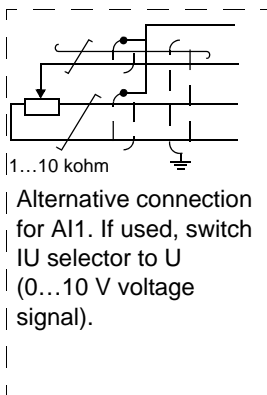 1…10 kohm
Alternative connection
for AI1. If used, switch
IU selector to U
(0…10 V voltage
signal).